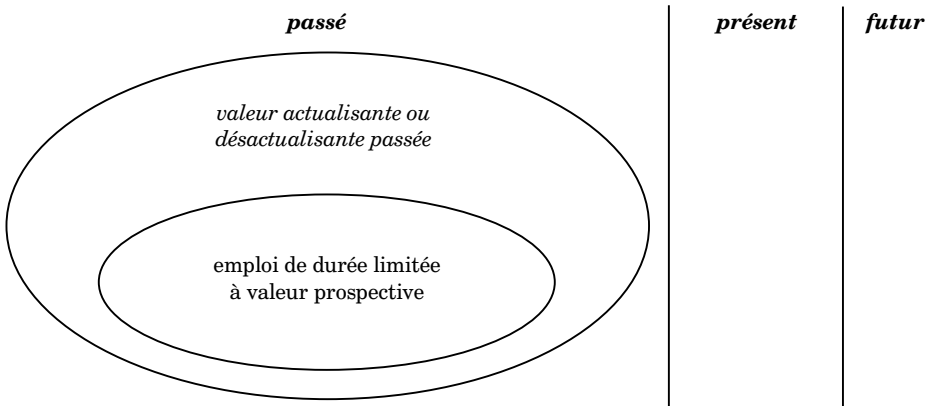 passé présent futur
valeur actualisante ou
désactualisante passée
emploi de durée limitée
à valeur prospective